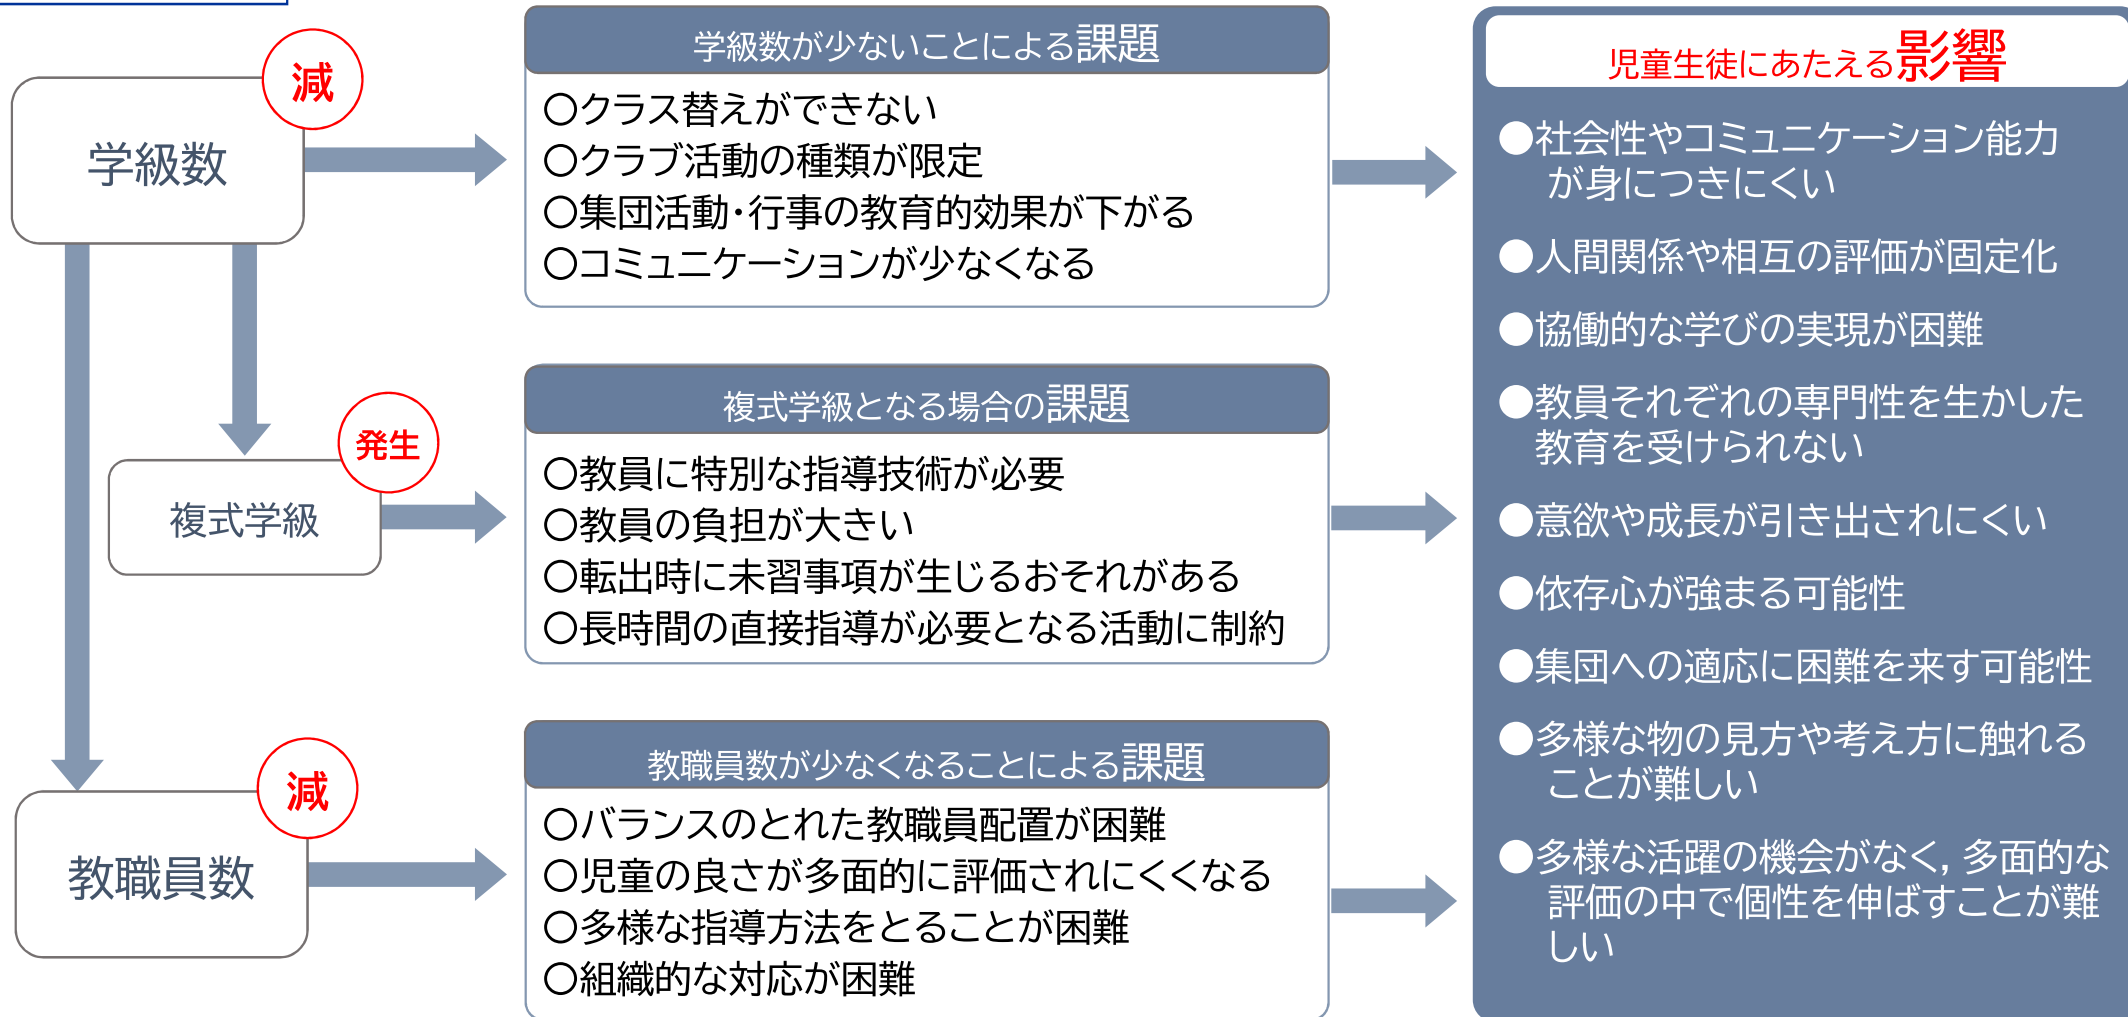 減
学級数
学級数が少ないことによる課題
〇クラス替えができない
〇クラブ活動の種類が限定
〇集団活動・行事の教育的効果が下がる
〇コミュニケーションが少なくなる
発生
複式学級
複式学級となる場合の課題
〇教員に特別な指導技術が必要
〇教員の負担が大きい
〇転出時に未習事項が生じるおそれがある
〇長時間の直接指導が必要となる活動に制約
減
教職員数
教職員数が少なくなることによる課題
〇バランスのとれた教職員配置が困難
〇児童の良さが多面的に評価されにくくなる
〇多様な指導方法をとることが困難
〇組織的な対応が困難
児童生徒にあたえる影響
●社会性やコミュニケーション能力
が身につきにくい
●人間関係や相互の評価が固定化
●協働的な学びの実現が困難
●教員それぞれの専門性を生かした
教育を受けられない
●意欲や成長が引き出されにくい
●依存心が強まる可能性
●集団への適応に困難を来す可能性
●多様な物の見方や考え方に触れる
ことが難しい
●多様な活躍の機会がなく，多面的な
評価の中で個性を伸ばすことが難
しい